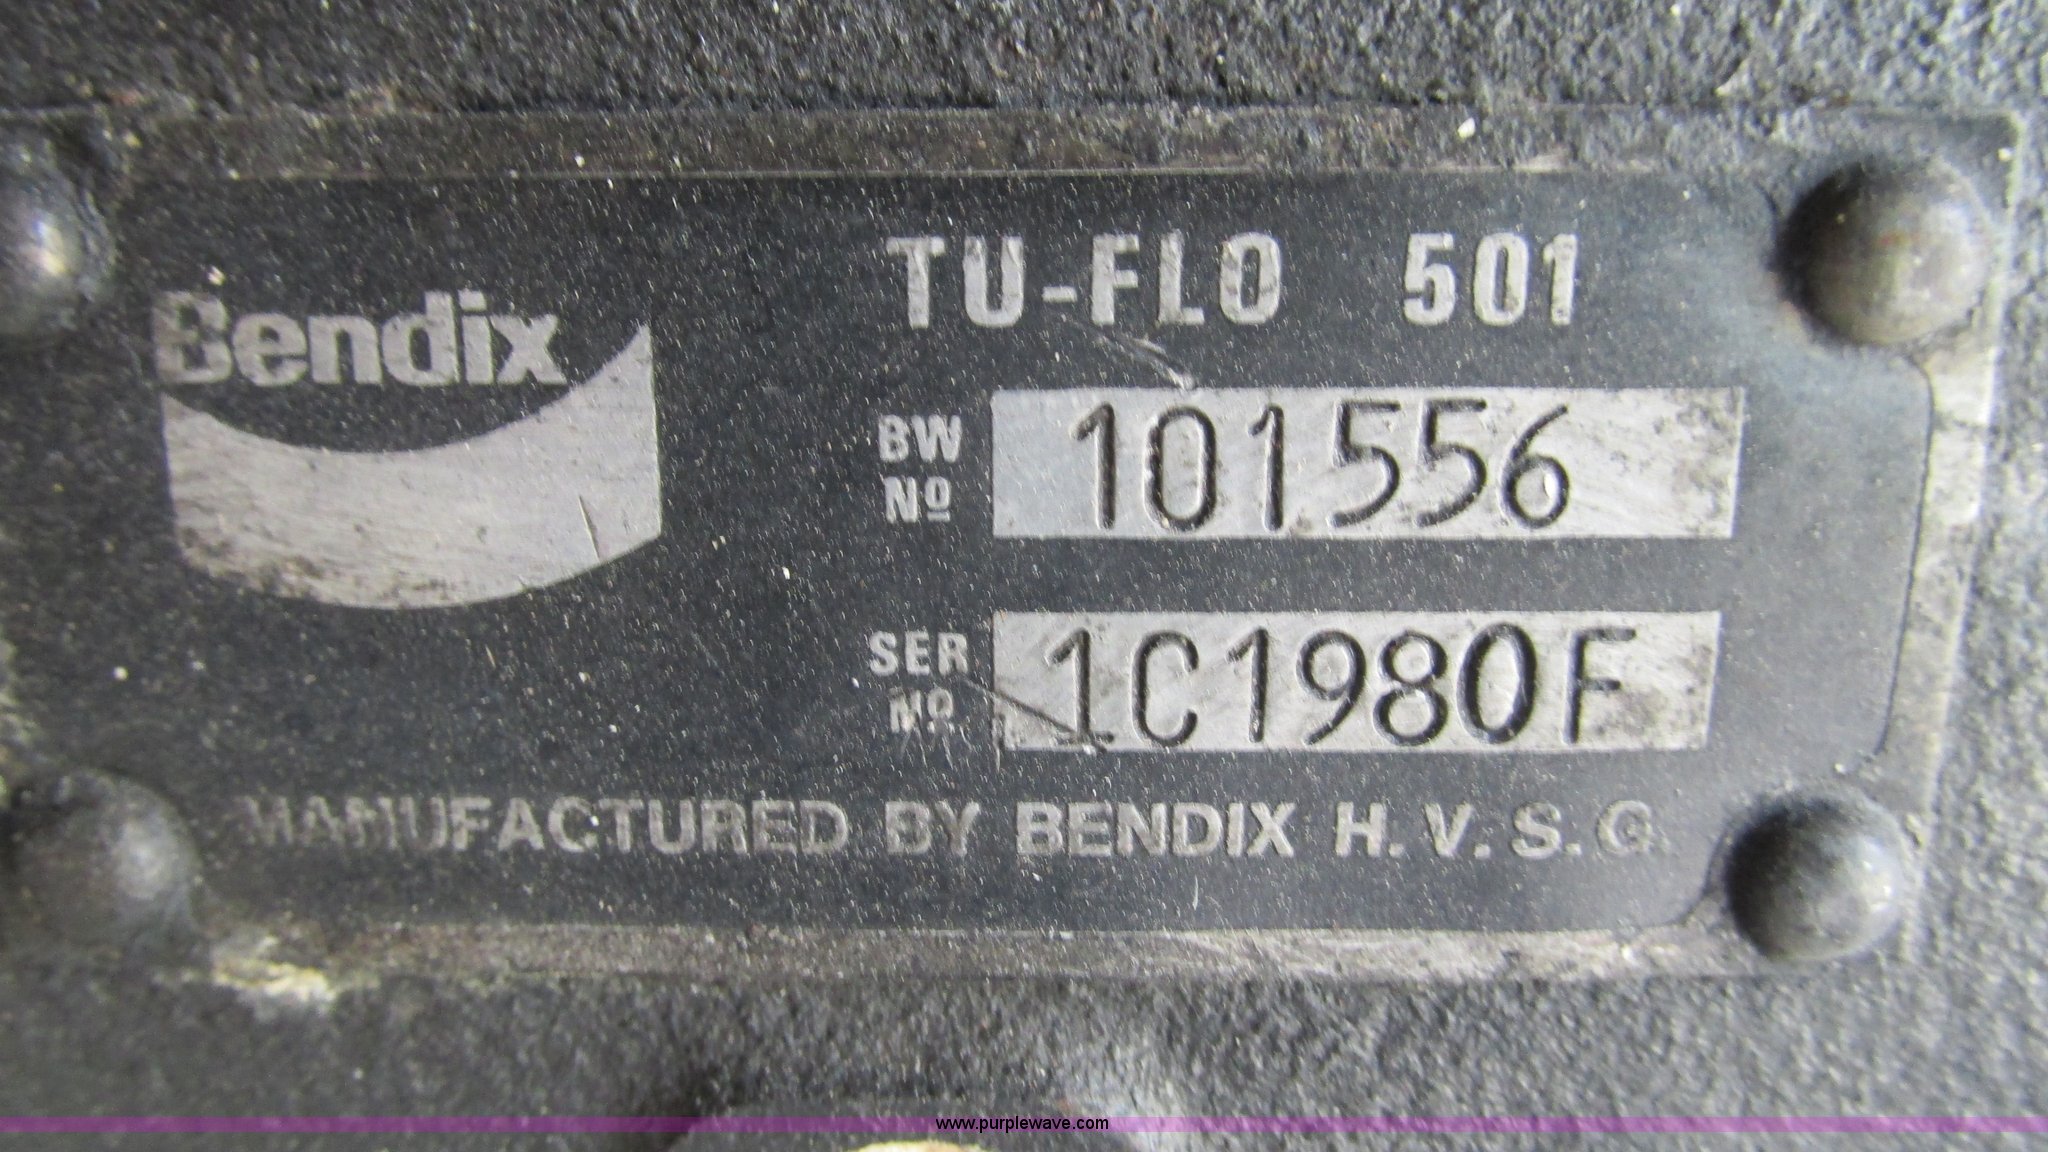 Bendix
TU-FLO 501
BW Nº 101556
SER Nº 1C1980F
MANUFACTURED BY BENDIX H.V.S.G.
www.purplewave.com